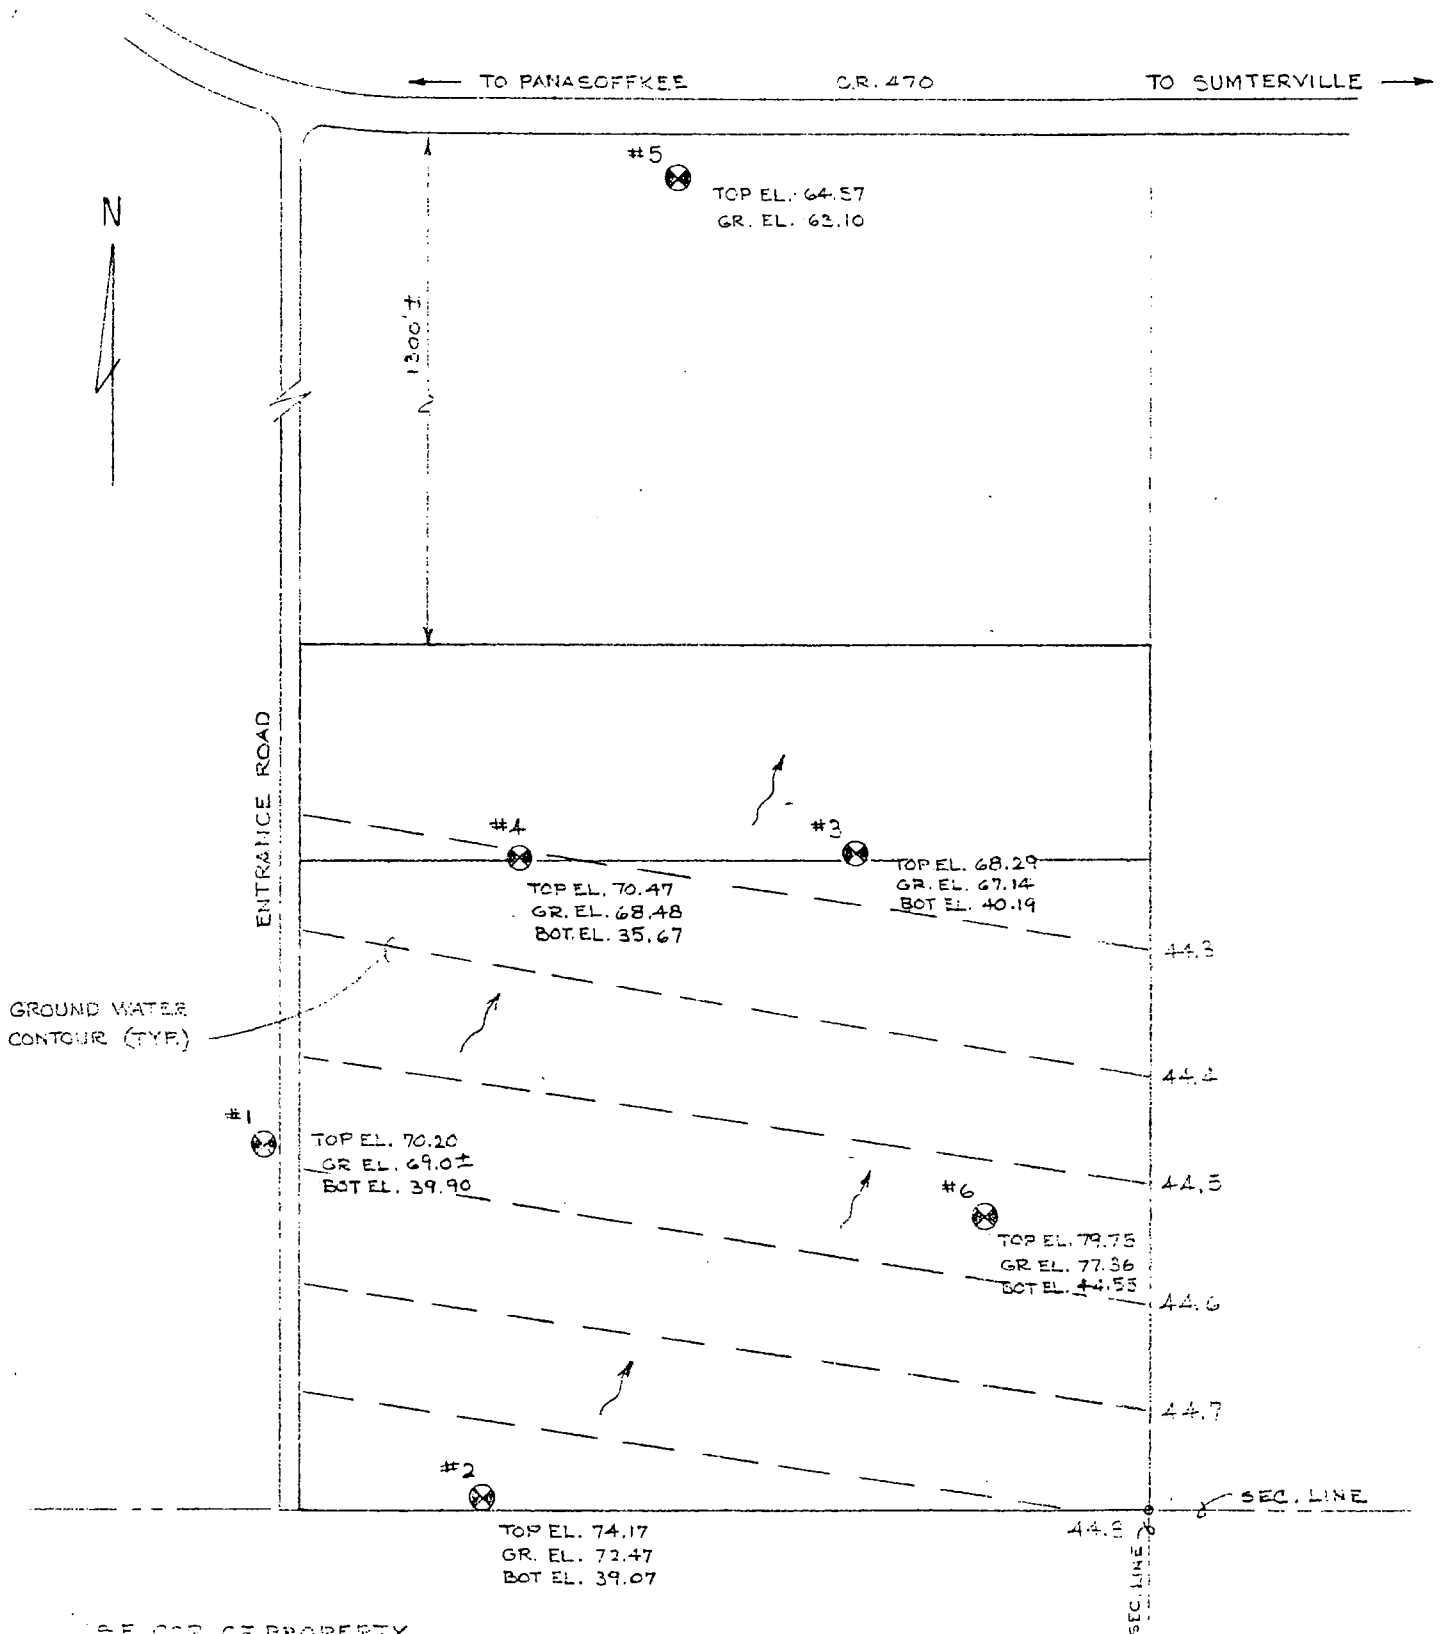 TO PANASOFFKEE C.R. 470 TO SUMTERVILLE
#5
TOP EL. 64.57
GR. EL. 63.10
N
1300'±
ENTRANCE ROAD
#4
TOP EL. 70.47
GR. EL. 68.48
BOT. EL. 35.67
#3
TOP EL. 68.29
GR. EL. 67.14
BOT EL. 40.19
44.3
GROUND WATER
CONTOUR (TYP.)
44.4
#1
TOP EL. 70.20
GR EL. 69.0±
BOT EL. 39.90
44.5
#6
TOP EL. 79.75
GR EL. 77.36
BOT EL. 44.55
44.6
44.7
#2
TOP EL. 74.17
GR. EL. 72.47
BOT EL. 39.07
44.8
SEC. LINE
SEC. LINE
S.E. COR. OF PROPERTY